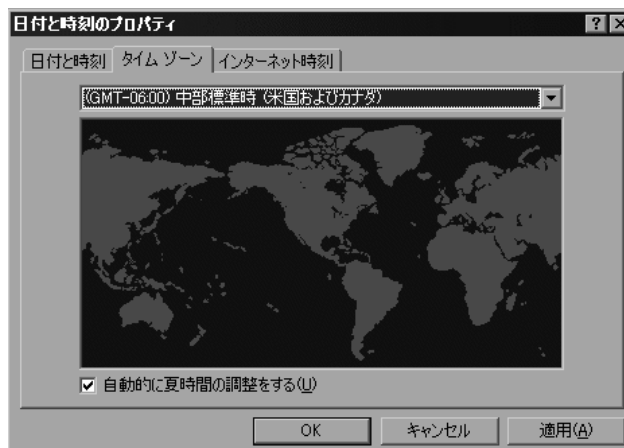 日付と時刻のプロパティ
日付と時刻 タイム ゾーン インターネット時刻
(GMT-06:00) 中部標準時 (米国およびカナダ)
自動的に夏時間の調整をする(U)
OK キャンセル 適用(A)